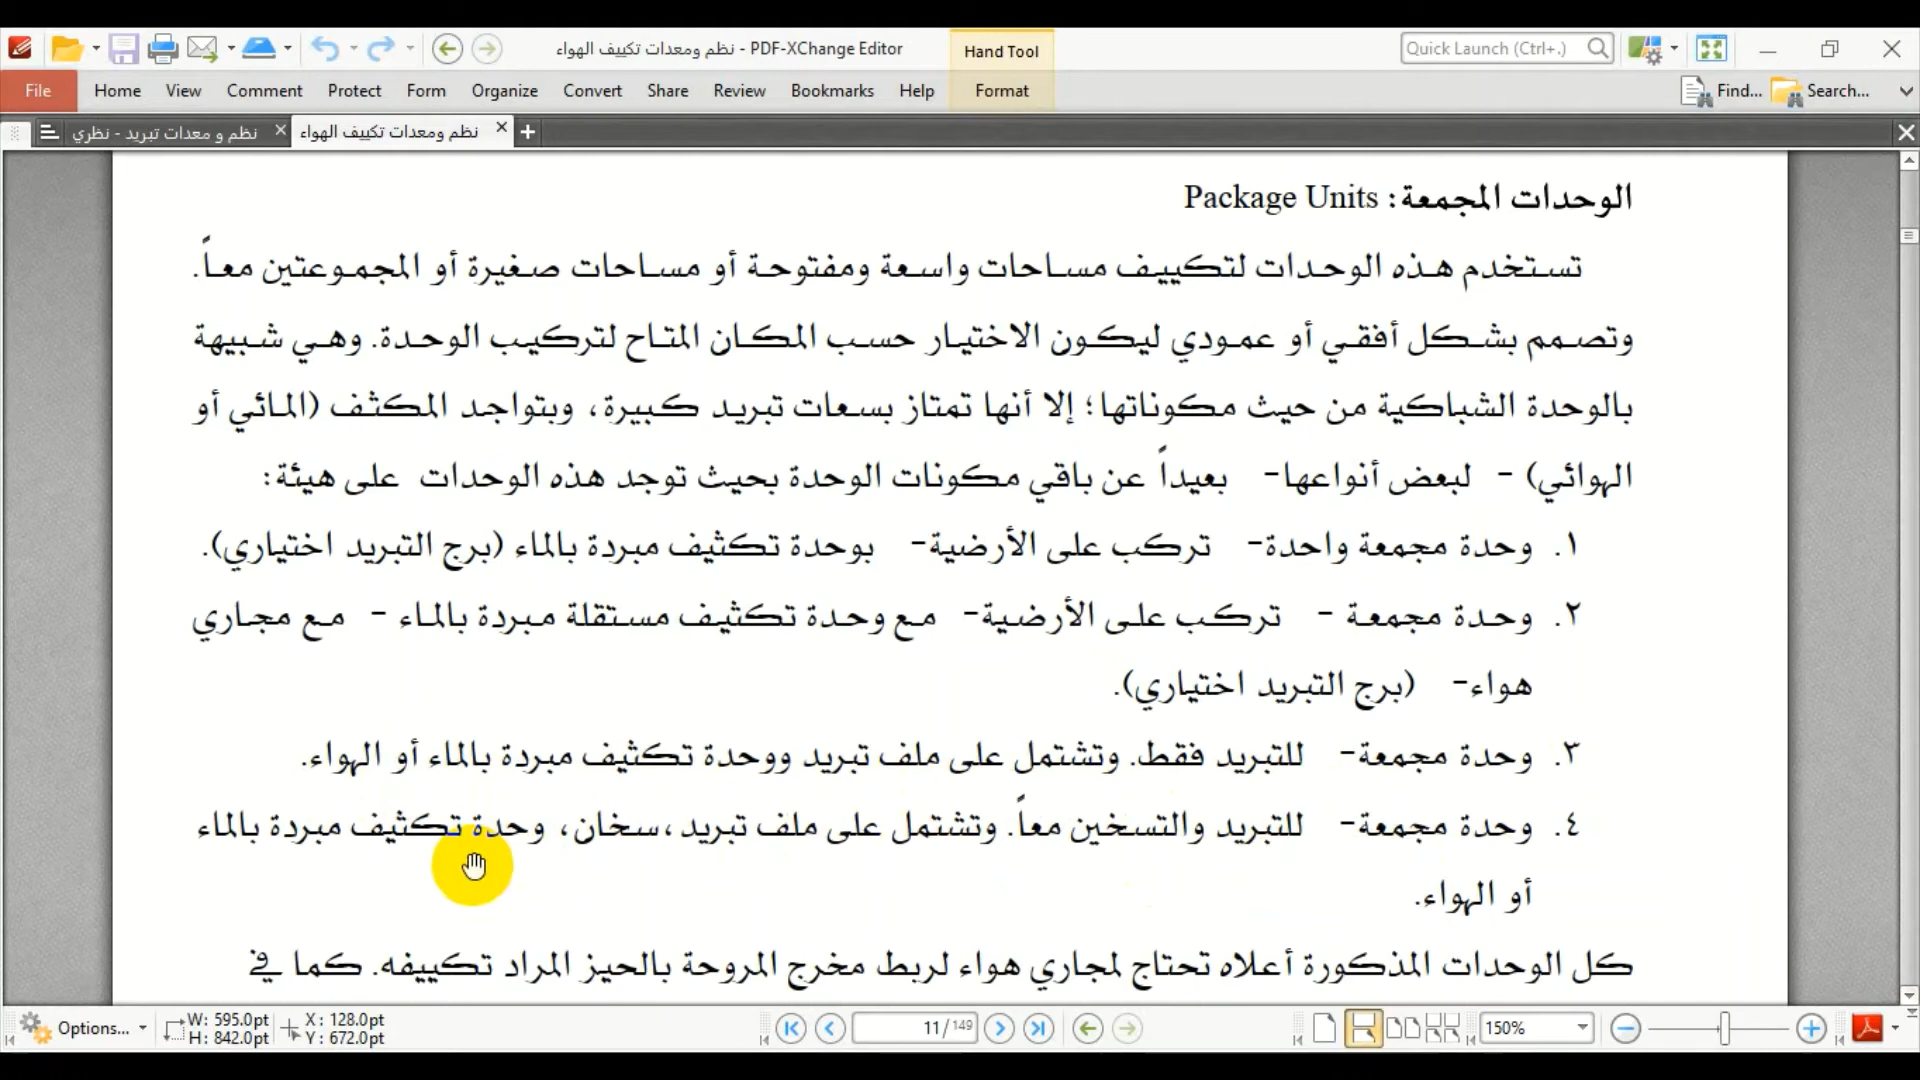 نظم ومعدات تكييف الهواء - PDF-XChange Editor
Hand Tool
Quick Launch (Ctrl+.)
File
Home
View
Comment
Protect
Form
Organize
Convert
Share
Review
Bookmarks
Help
Format
Find...
Search...
نظم و معدات تبريد - نظري
نظم ومعدات تكييف الهواء
الوحدات المجمعة: Package Units
تستخدم هذه الوحدات لتكييف مساحات واسعة ومفتوحة أو مساحات صغيرة أو المجموعتين معاً.
وتصمم بشكل أفقي أو عمودي ليكون الاختيار حسب المكان المتاح لتركيب الوحدة. وهي شبيهة
بالوحدة الشباكية من حيث مكوناتها؛ إلا أنها تمتاز بسعات تبريد كبيرة، وبتواجد المكثف (المائي أو
الهوائي) - لبعض أنواعها- بعيداً عن باقي مكونات الوحدة بحيث توجد هذه الوحدات على هيئة:
١. وحدة مجمعة واحدة- تركب على الأرضية- بوحدة تكثيف مبردة بالماء (برج التبريد اختياري).
٢. وحدة مجمعة - تركب على الأرضية- مع وحدة تكثيف مستقلة مبردة بالماء - مع مجاري
هواء- (برج التبريد اختياري).
٣. وحدة مجمعة- للتبريد فقط. وتشتمل على ملف تبريد ووحدة تكثيف مبردة بالماء أو الهواء.
٤. وحدة مجمعة- للتبريد والتسخين معاً. وتشتمل على ملف تبريد،سخان، وحدة تكثيف مبردة بالماء
أو الهواء.
كل الوحدات المذكورة أعلاه تحتاج لمجاري هواء لربط مخرج المروحة بالحيز المراد تكييفه. كما في
Options...
W: 595.0pt
H: 842.0pt
X: 128.0pt
Y: 672.0pt
11 / 149
150%